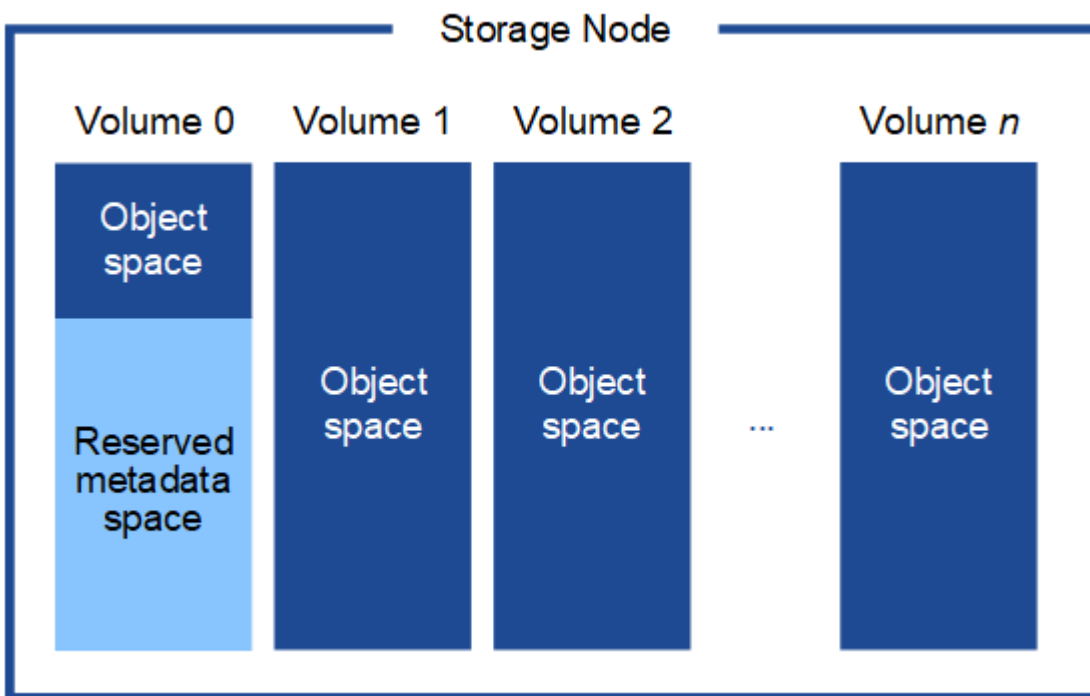 Storage Node
Volume 0
Volume 1
Volume 2
Volume n
Object
space
Reserved
metadata
space
Object
space
Object
space
...
Object
space